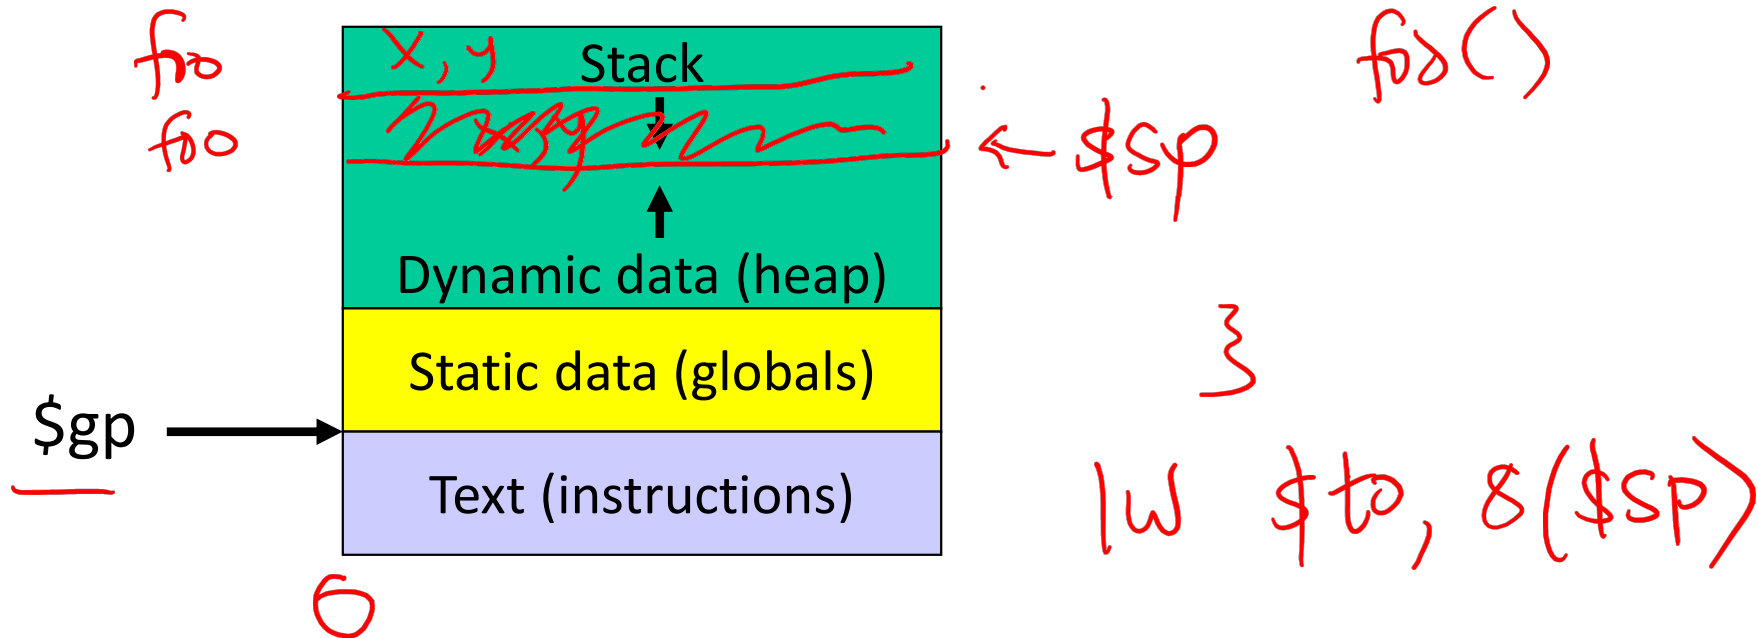 foo
x, y
Stack
foo()
foo
x, y
← $sp
Dynamic data (heap)
}
Static data (globals)
$gp
Text (instructions)
lw $t0, 8($sp)
0